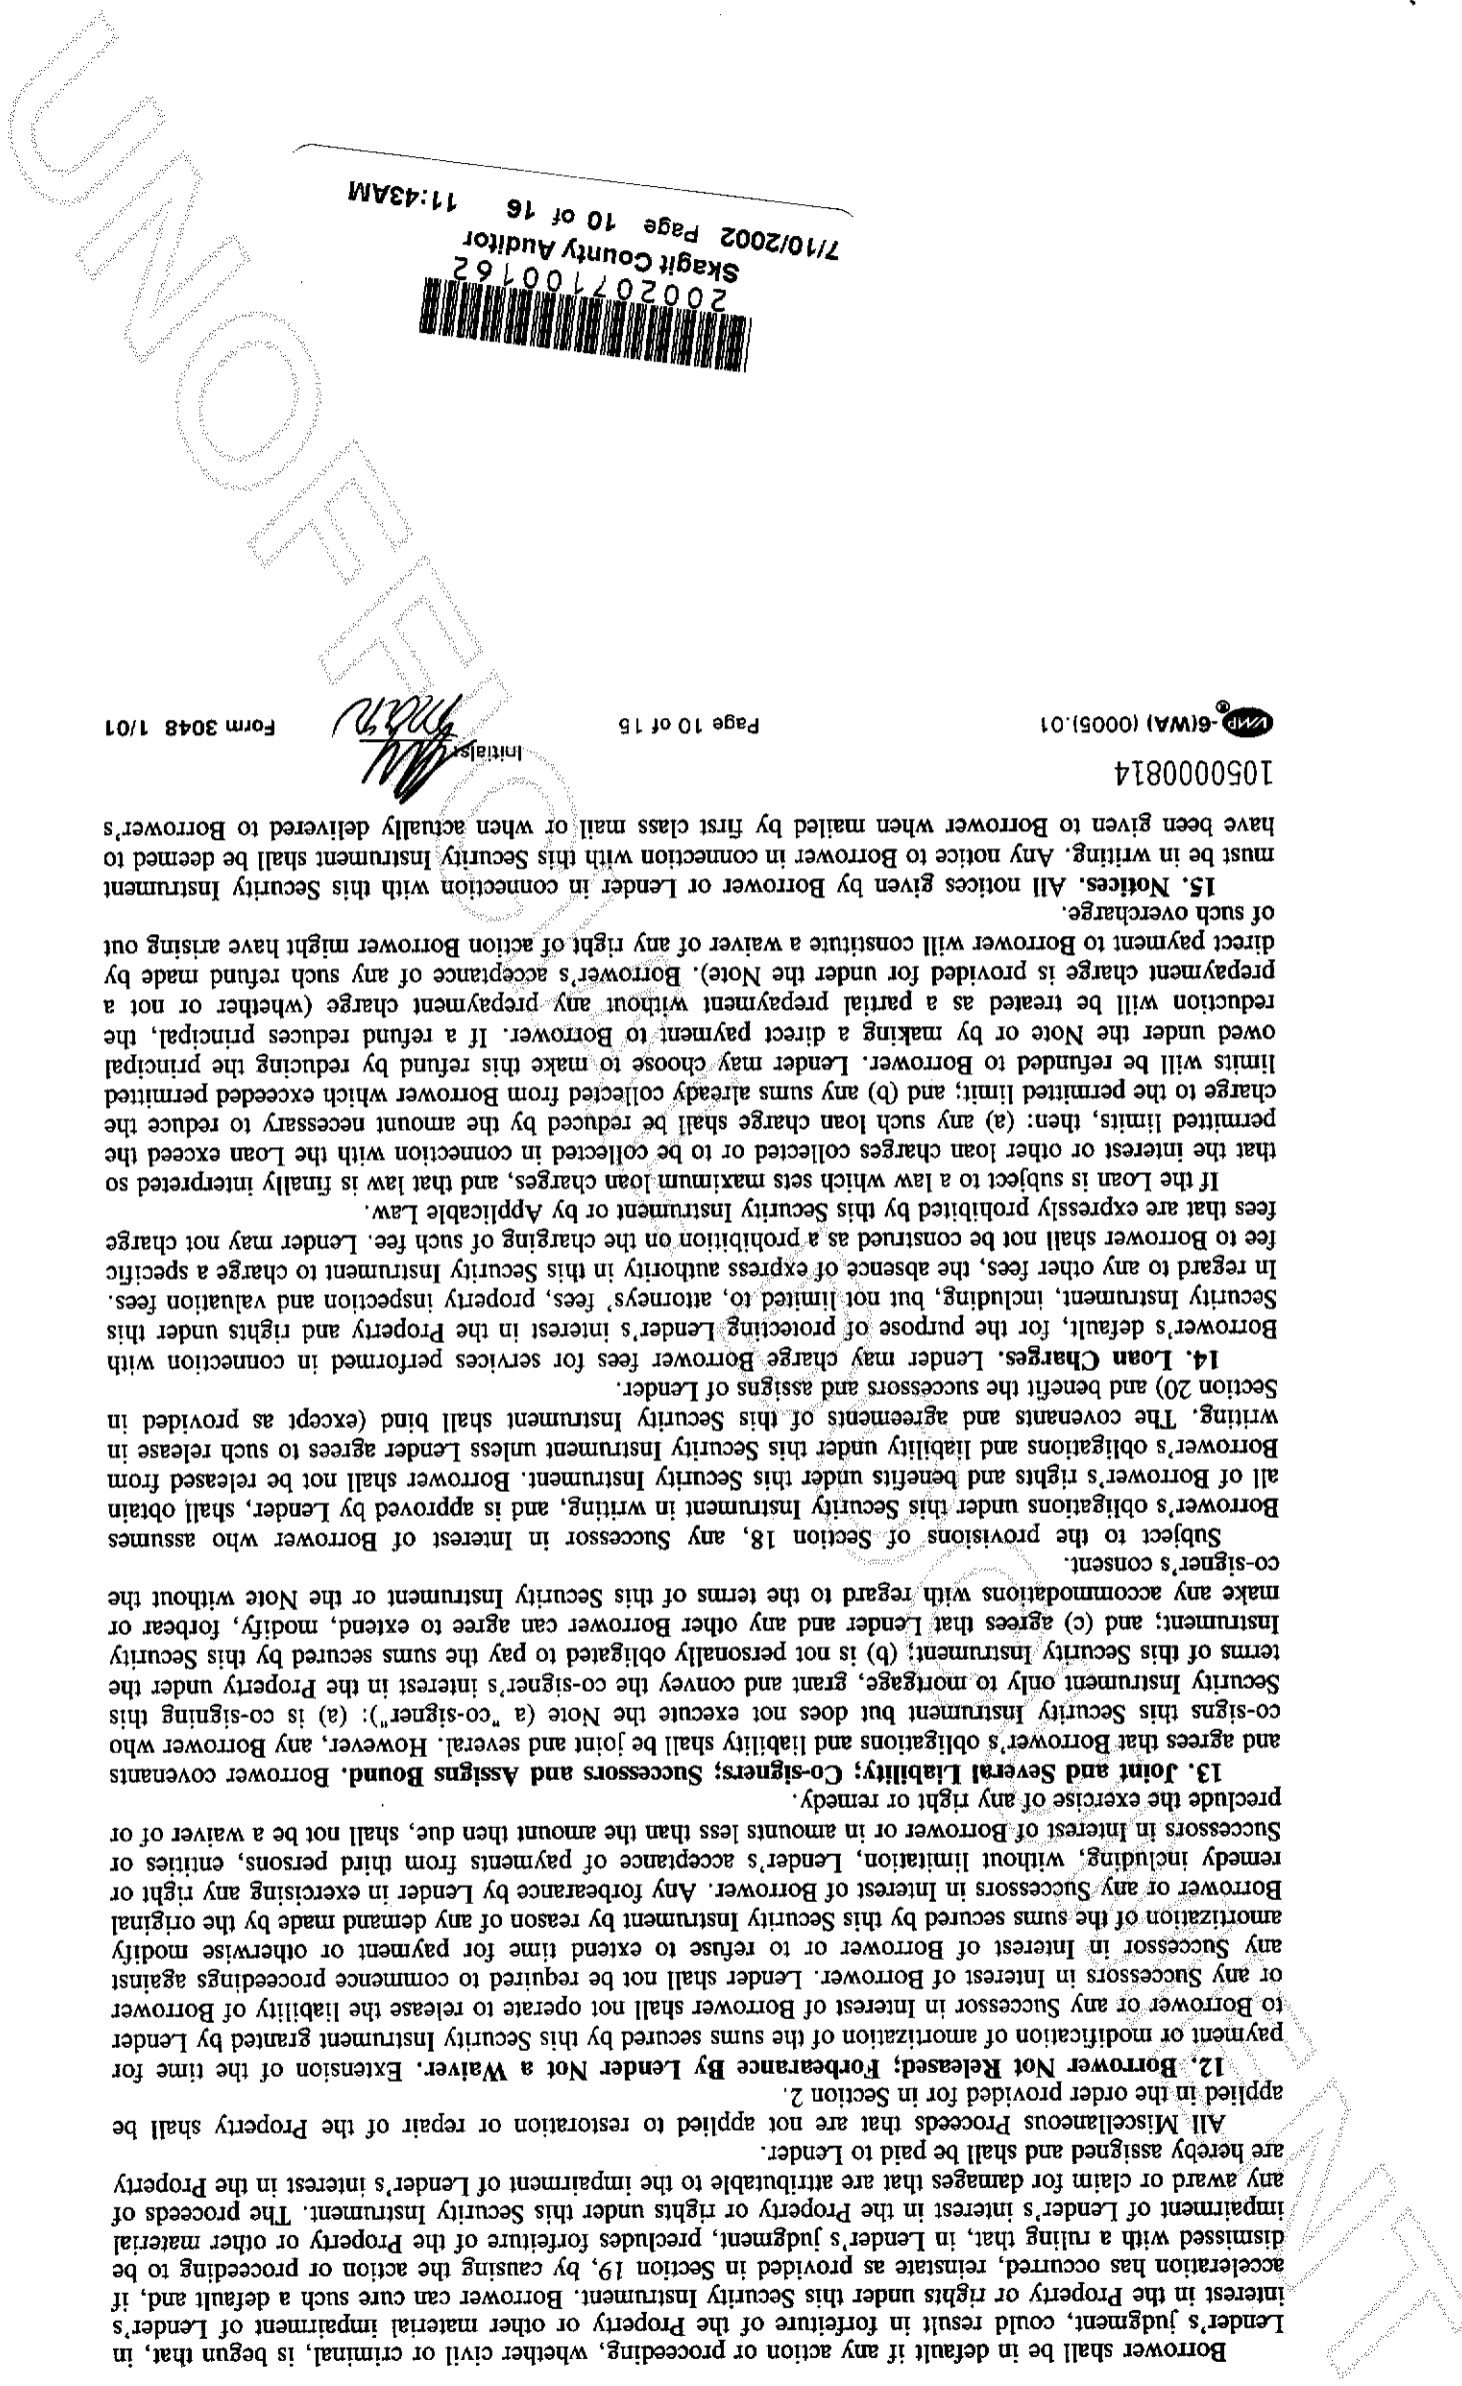 Borrower shall be in default if any action or proceeding, whether civil or criminal, is begun that, in
Lender's judgment, could result in forfeiture of the Property or other material impairment of Lender's
interest in the Property or rights under this Security Instrument. Borrower can cure such a default and, if
acceleration has occurred, reinstate as provided in Section 19, by causing the action or proceeding to be
dismissed with a ruling that, in Lender's judgment, precludes forfeiture of the Property or other material
impairment of Lender's interest in the Property or rights under this Security Instrument. The proceeds of
any award or claim for damages that are attributable to the impairment of Lender's interest in the Property
are hereby assigned and shall be paid to Lender.
All Miscellaneous Proceeds that are not applied to restoration or repair of the Property shall be
applied in the order provided for in Section 2.
12. Borrower Not Released; Forbearance By Lender Not a Waiver. Extension of the time for
payment or modification of amortization of the sums secured by this Security Instrument granted by Lender
to Borrower or any Successor in Interest of Borrower shall not operate to release the liability of Borrower
or any Successors in Interest of Borrower. Lender shall not be required to commence proceedings against
any Successor in Interest of Borrower or to refuse to extend time for payment or otherwise modify
amortization of the sums secured by this Security Instrument by reason of any demand made by the original
Borrower or any Successors in Interest of Borrower. Any forbearance by Lender in exercising any right or
remedy including, without limitation, Lender's acceptance of payments from third persons, entities or
Successors in Interest of Borrower or in amounts less than the amount then due, shall not be a waiver of or
preclude the exercise of any right or remedy.
13. Joint and Several Liability; Co-signers; Successors and Assigns Bound. Borrower covenants
and agrees that Borrower's obligations and liability shall be joint and several. However, any Borrower who
co-signs this Security Instrument but does not execute the Note (a "co-signer"): (a) is co-signing this
Security Instrument only to mortgage, grant and convey the co-signer's interest in the Property under the
terms of this Security Instrument; (b) is not personally obligated to pay the sums secured by this Security
Instrument; and (c) agrees that Lender and any other Borrower can agree to extend, modify, forbear or
make any accommodations with regard to the terms of this Security Instrument or the Note without the
co-signer's consent.
Subject to the provisions of Section 18, any Successor in Interest of Borrower who assumes
Borrower's obligations under this Security Instrument in writing, and is approved by Lender, shall obtain
all of Borrower's rights and benefits under this Security Instrument. Borrower shall not be released from
Borrower's obligations and liability under this Security Instrument unless Lender agrees to such release in
writing. The covenants and agreements of this Security Instrument shall bind (except as provided in
Section 20) and benefit the successors and assigns of Lender.
14. Loan Charges. Lender may charge Borrower fees for services performed in connection with
Borrower's default, for the purpose of protecting Lender's interest in the Property and rights under this
Security Instrument, including, but not limited to, attorneys' fees, property inspection and valuation fees.
In regard to any other fees, the absence of express authority in this Security Instrument to charge a specific
fee to Borrower shall not be construed as a prohibition on the charging of such fee. Lender may not charge
fees that are expressly prohibited by this Security Instrument or by Applicable Law.
If the Loan is subject to a law which sets maximum loan charges, and that law is finally interpreted so
that the interest or other loan charges collected or to be collected in connection with the Loan exceed the
permitted limits, then: (a) any such loan charge shall be reduced by the amount necessary to reduce the
charge to the permitted limit; and (b) any sums already collected from Borrower which exceeded permitted
limits will be refunded to Borrower. Lender may choose to make this refund by reducing the principal
owed under the Note or by making a direct payment to Borrower. If a refund reduces principal, the
reduction will be treated as a partial prepayment without any prepayment charge (whether or not a
prepayment charge is provided for under the Note). Borrower's acceptance of any such refund made by
direct payment to Borrower will constitute a waiver of any right of action Borrower might have arising out
of such overcharge.
15. Notices. All notices given by Borrower or Lender in connection with this Security Instrument
must be in writing. Any notice to Borrower in connection with this Security Instrument shall be deemed to
have been given to Borrower when mailed by first class mail or when actually delivered to Borrower's
1050000814
Initials:
VMP®-6(WA) (0005).01 Page 10 of 15 Form 3048 1/01
200207100162
Skagit County Auditor
7/10/2002 Page 10 of 16 11:43AM
UNOFFICIAL DOCUMENT